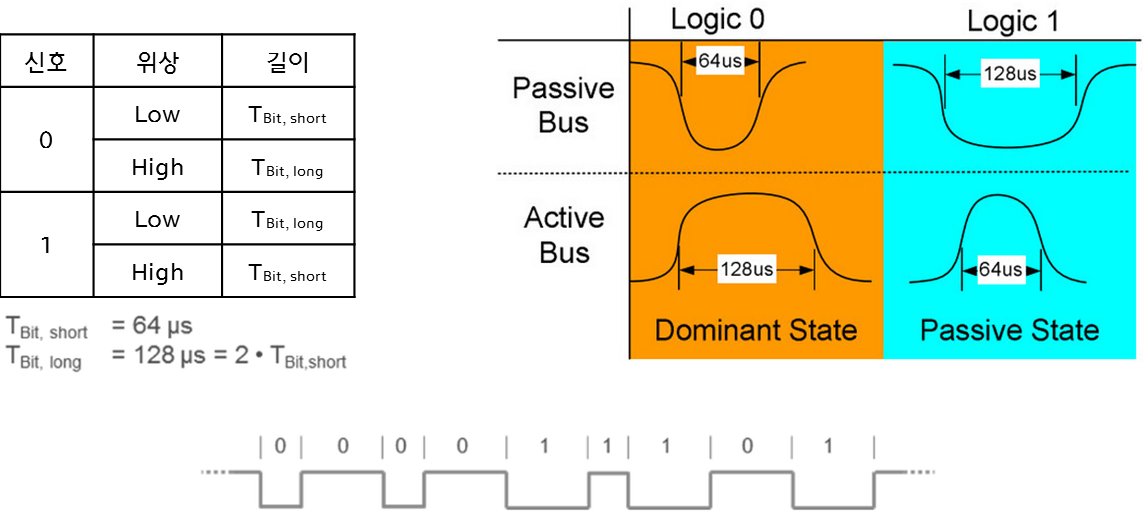 신호 위상 길이
0 Low TBit, short
High TBit, long
1 Low TBit, long
High TBit, short
TBit, short = 64 µs
TBit, long = 128 µs = 2 • TBit,short
Logic 0 Logic 1
Passive
Bus
64us 128us
Active
Bus
128us 64us
Dominant State Passive State
| 0 | 0 | 0 | 0 | 1 | 1 | 1 | 0 | 1 |